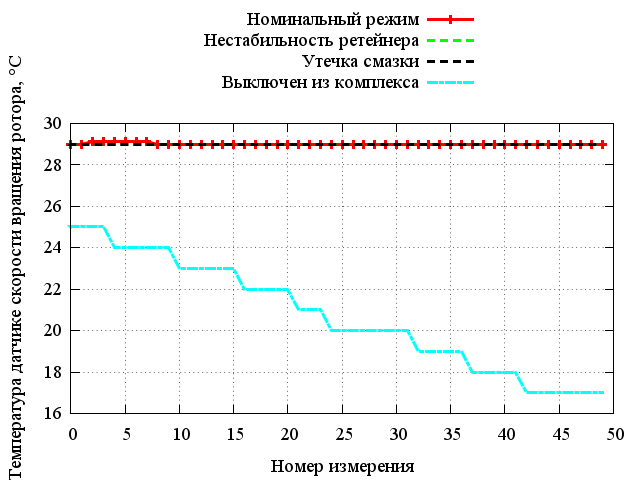 Номинальный режим
Нестабильность ретейнера
Утечка смазки
Выключен из комплекса
Температура датчике скорости вращения ротора, °C
30
28
26
24
22
20
18
16
0 5 10 15 20 25 30 35 40 45 50
Номер измерения